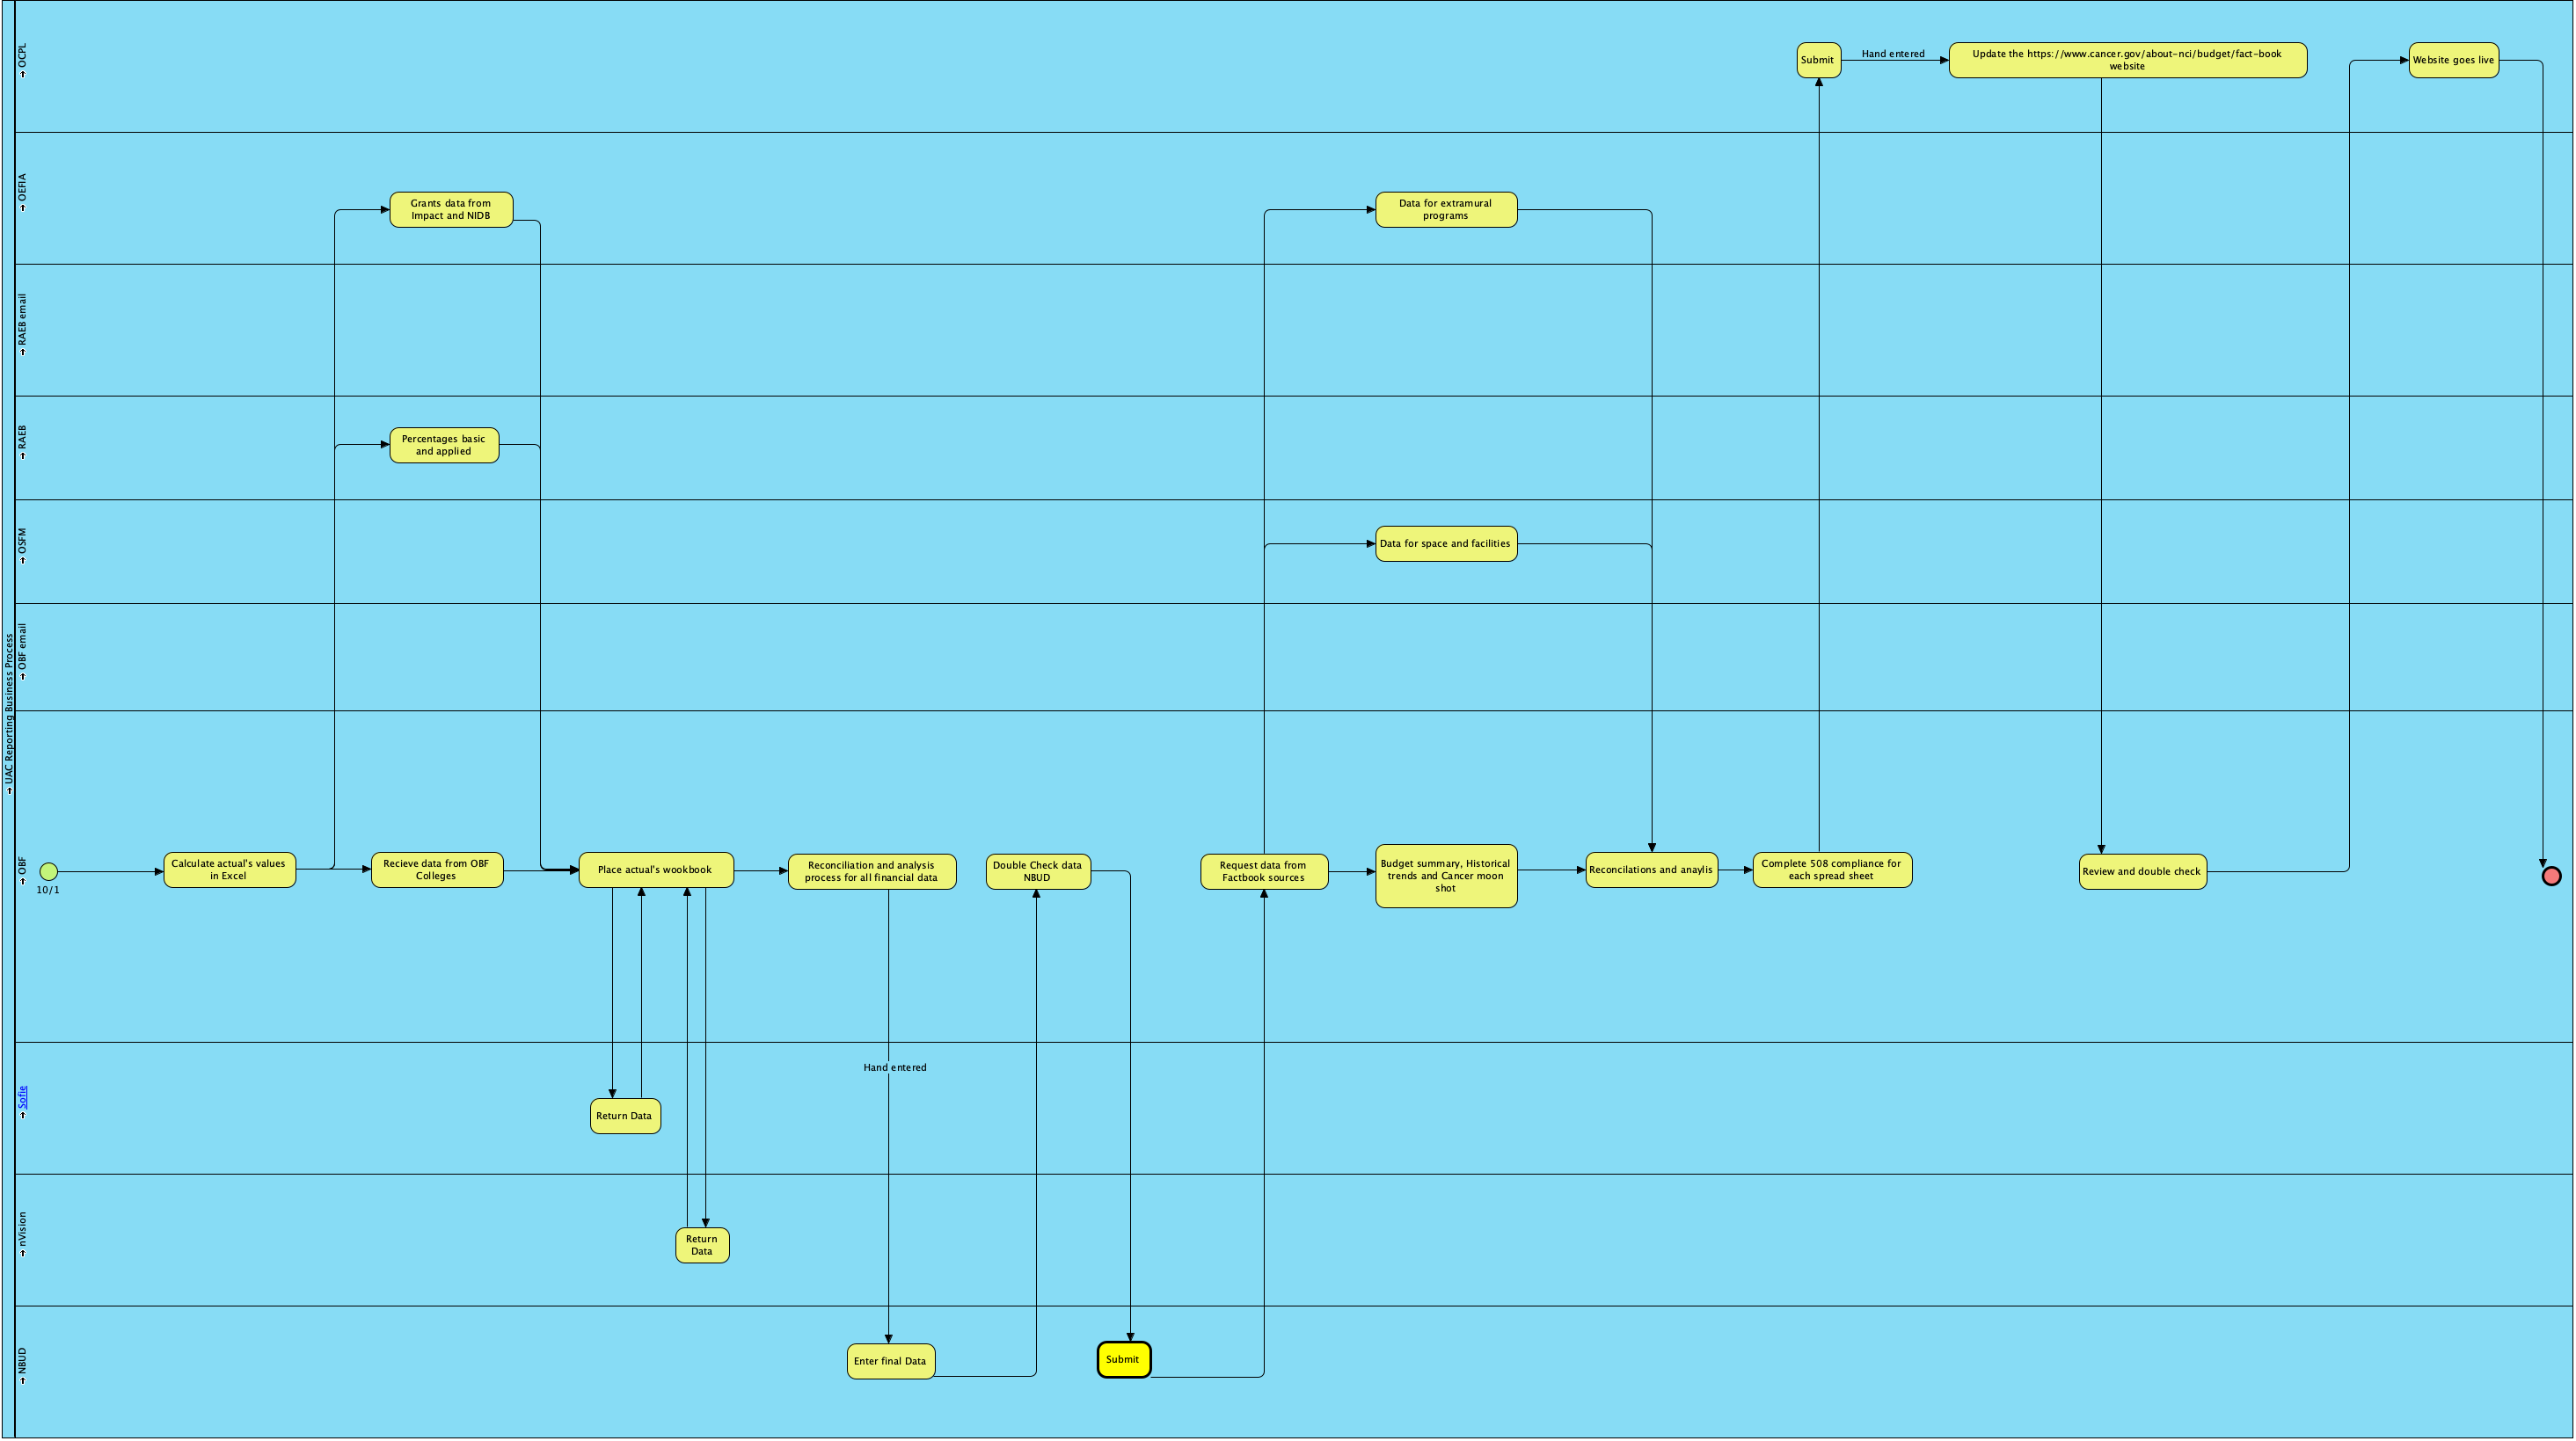 UAC Reporting Business Process
OCPL
Submit
Hand entered
Update the https://www.cancer.gov/about-nci/budget/fact-book
website
Website goes live
OEFIA
Grants data from
Impact and NIDB
Data for extramural
programs
RAEB email
RAEB
Percentages basic
and applied
OSFM
Data for space and facilities
OBF email
OBF
10/1
Calculate actual's values
in Excel
Recieve data from OBF
Colleges
Place actual's wookbook
Reconciliation and analysis
process for all financial data
Double Check data
NBUD
Request data from
Factbook sources
Budget summary, Historical
trends and Cancer moon
shot
Reconcilations and anaylis
Complete 508 compliance for
each spread sheet
Review and double check
Sofie
Hand entered
Return Data
nVision
Return
Data
NBUD
Enter final Data
Submit